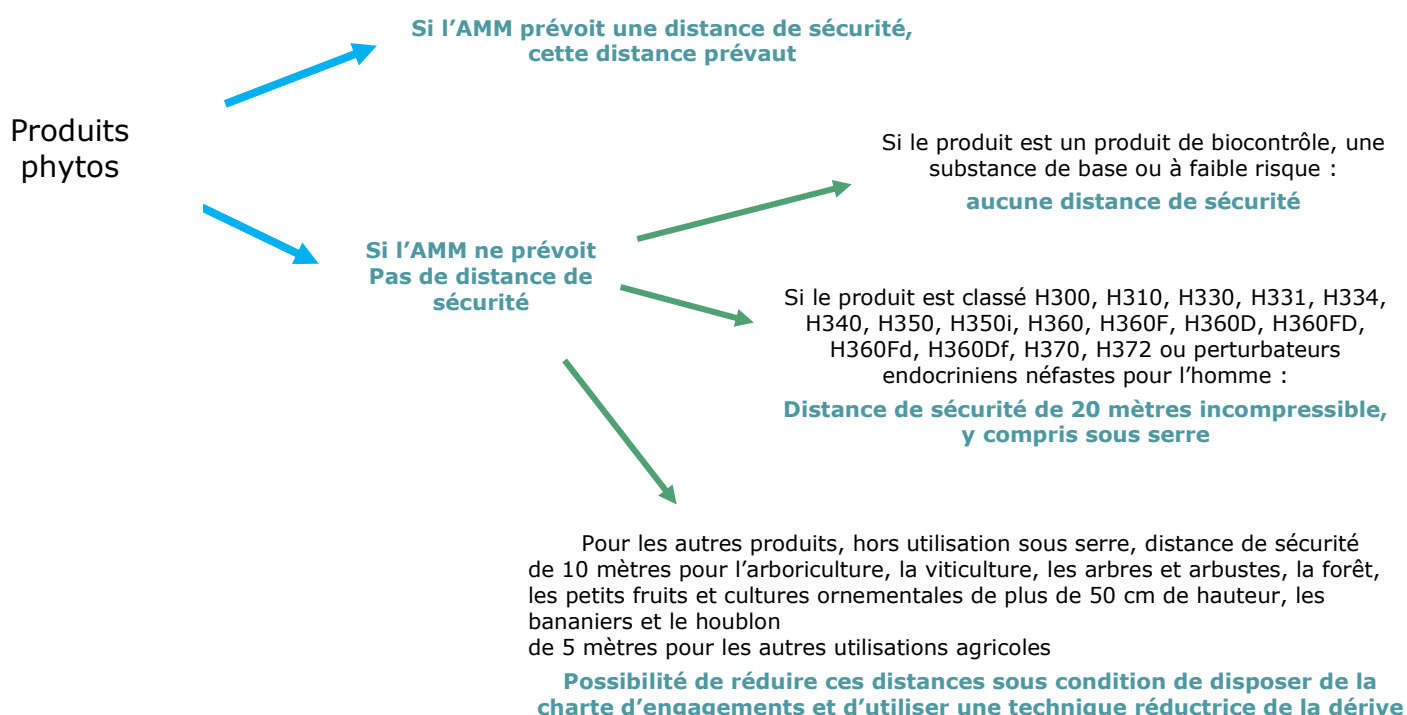 Si l’AMM prévoit une distance de sécurité,
cette distance prévaut
Produits
phytos
Si le produit est un produit de biocontrôle, une
substance de base ou à faible risque :
aucune distance de sécurité
Si l’AMM ne prévoit
Pas de distance de
sécurité
Si le produit est classé H300, H310, H330, H331, H334,
H340, H350, H350i, H360, H360F, H360D, H360FD,
H360Fd, H360Df, H370, H372 ou perturbateurs
endocriniens néfastes pour l’homme :
Distance de sécurité de 20 mètres incompressible,
y compris sous serre
Pour les autres produits, hors utilisation sous serre, distance de sécurité
de 10 mètres pour l’arboriculture, la viticulture, les arbres et arbustes, la forêt,
les petits fruits et cultures ornementales de plus de 50 cm de hauteur, les
bananiers et le houblon
de 5 mètres pour les autres utilisations agricoles
Possibilité de réduire ces distances sous condition de disposer de la
charte d’engagements et d’utiliser une technique réductrice de la dérive